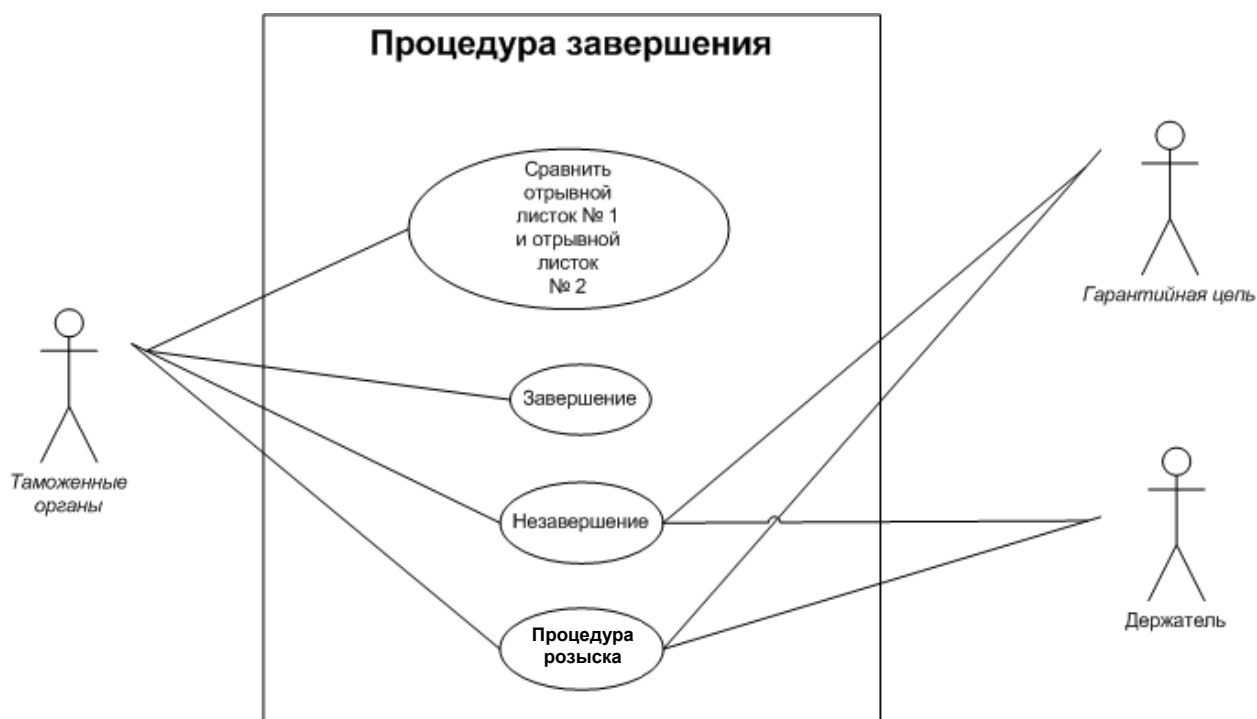 Процедура завершения
Сравнить
отрывной
листок № 1
и отрывной
листок
№ 2
Гарантийная цепь
Завершение
Таможенные
органы
Незавершение
Держатель
Процедура
розыска